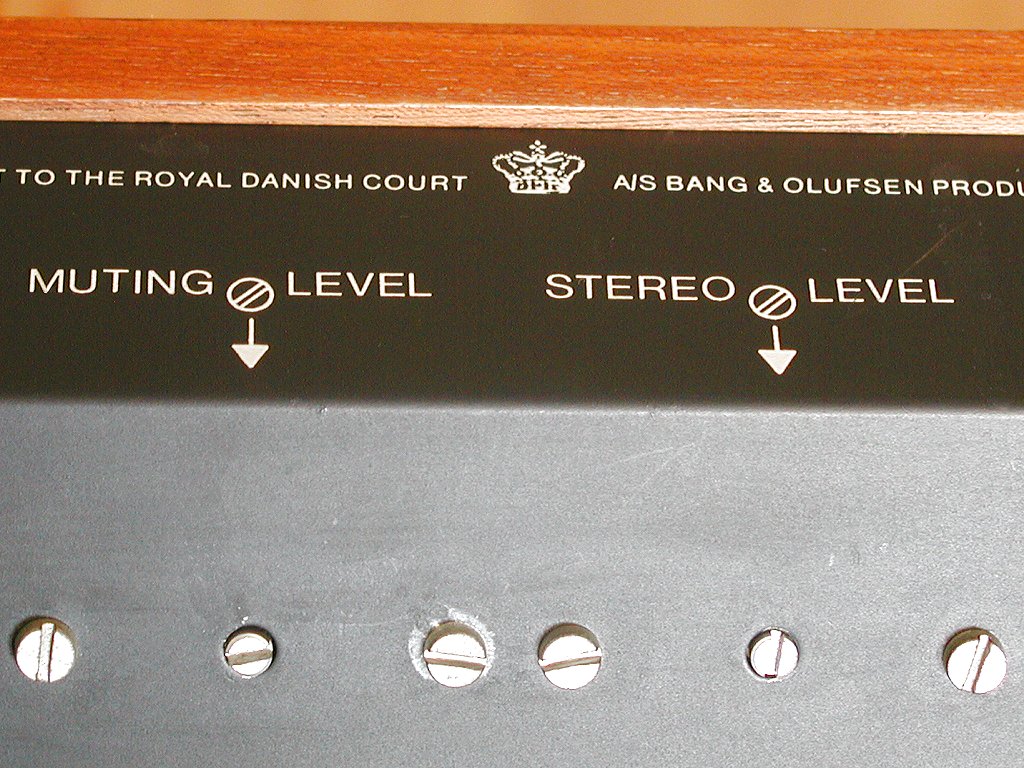 TO THE ROYAL DANISH COURT A/S BANG & OLUFSEN
MUTING LEVEL STEREO LEVEL